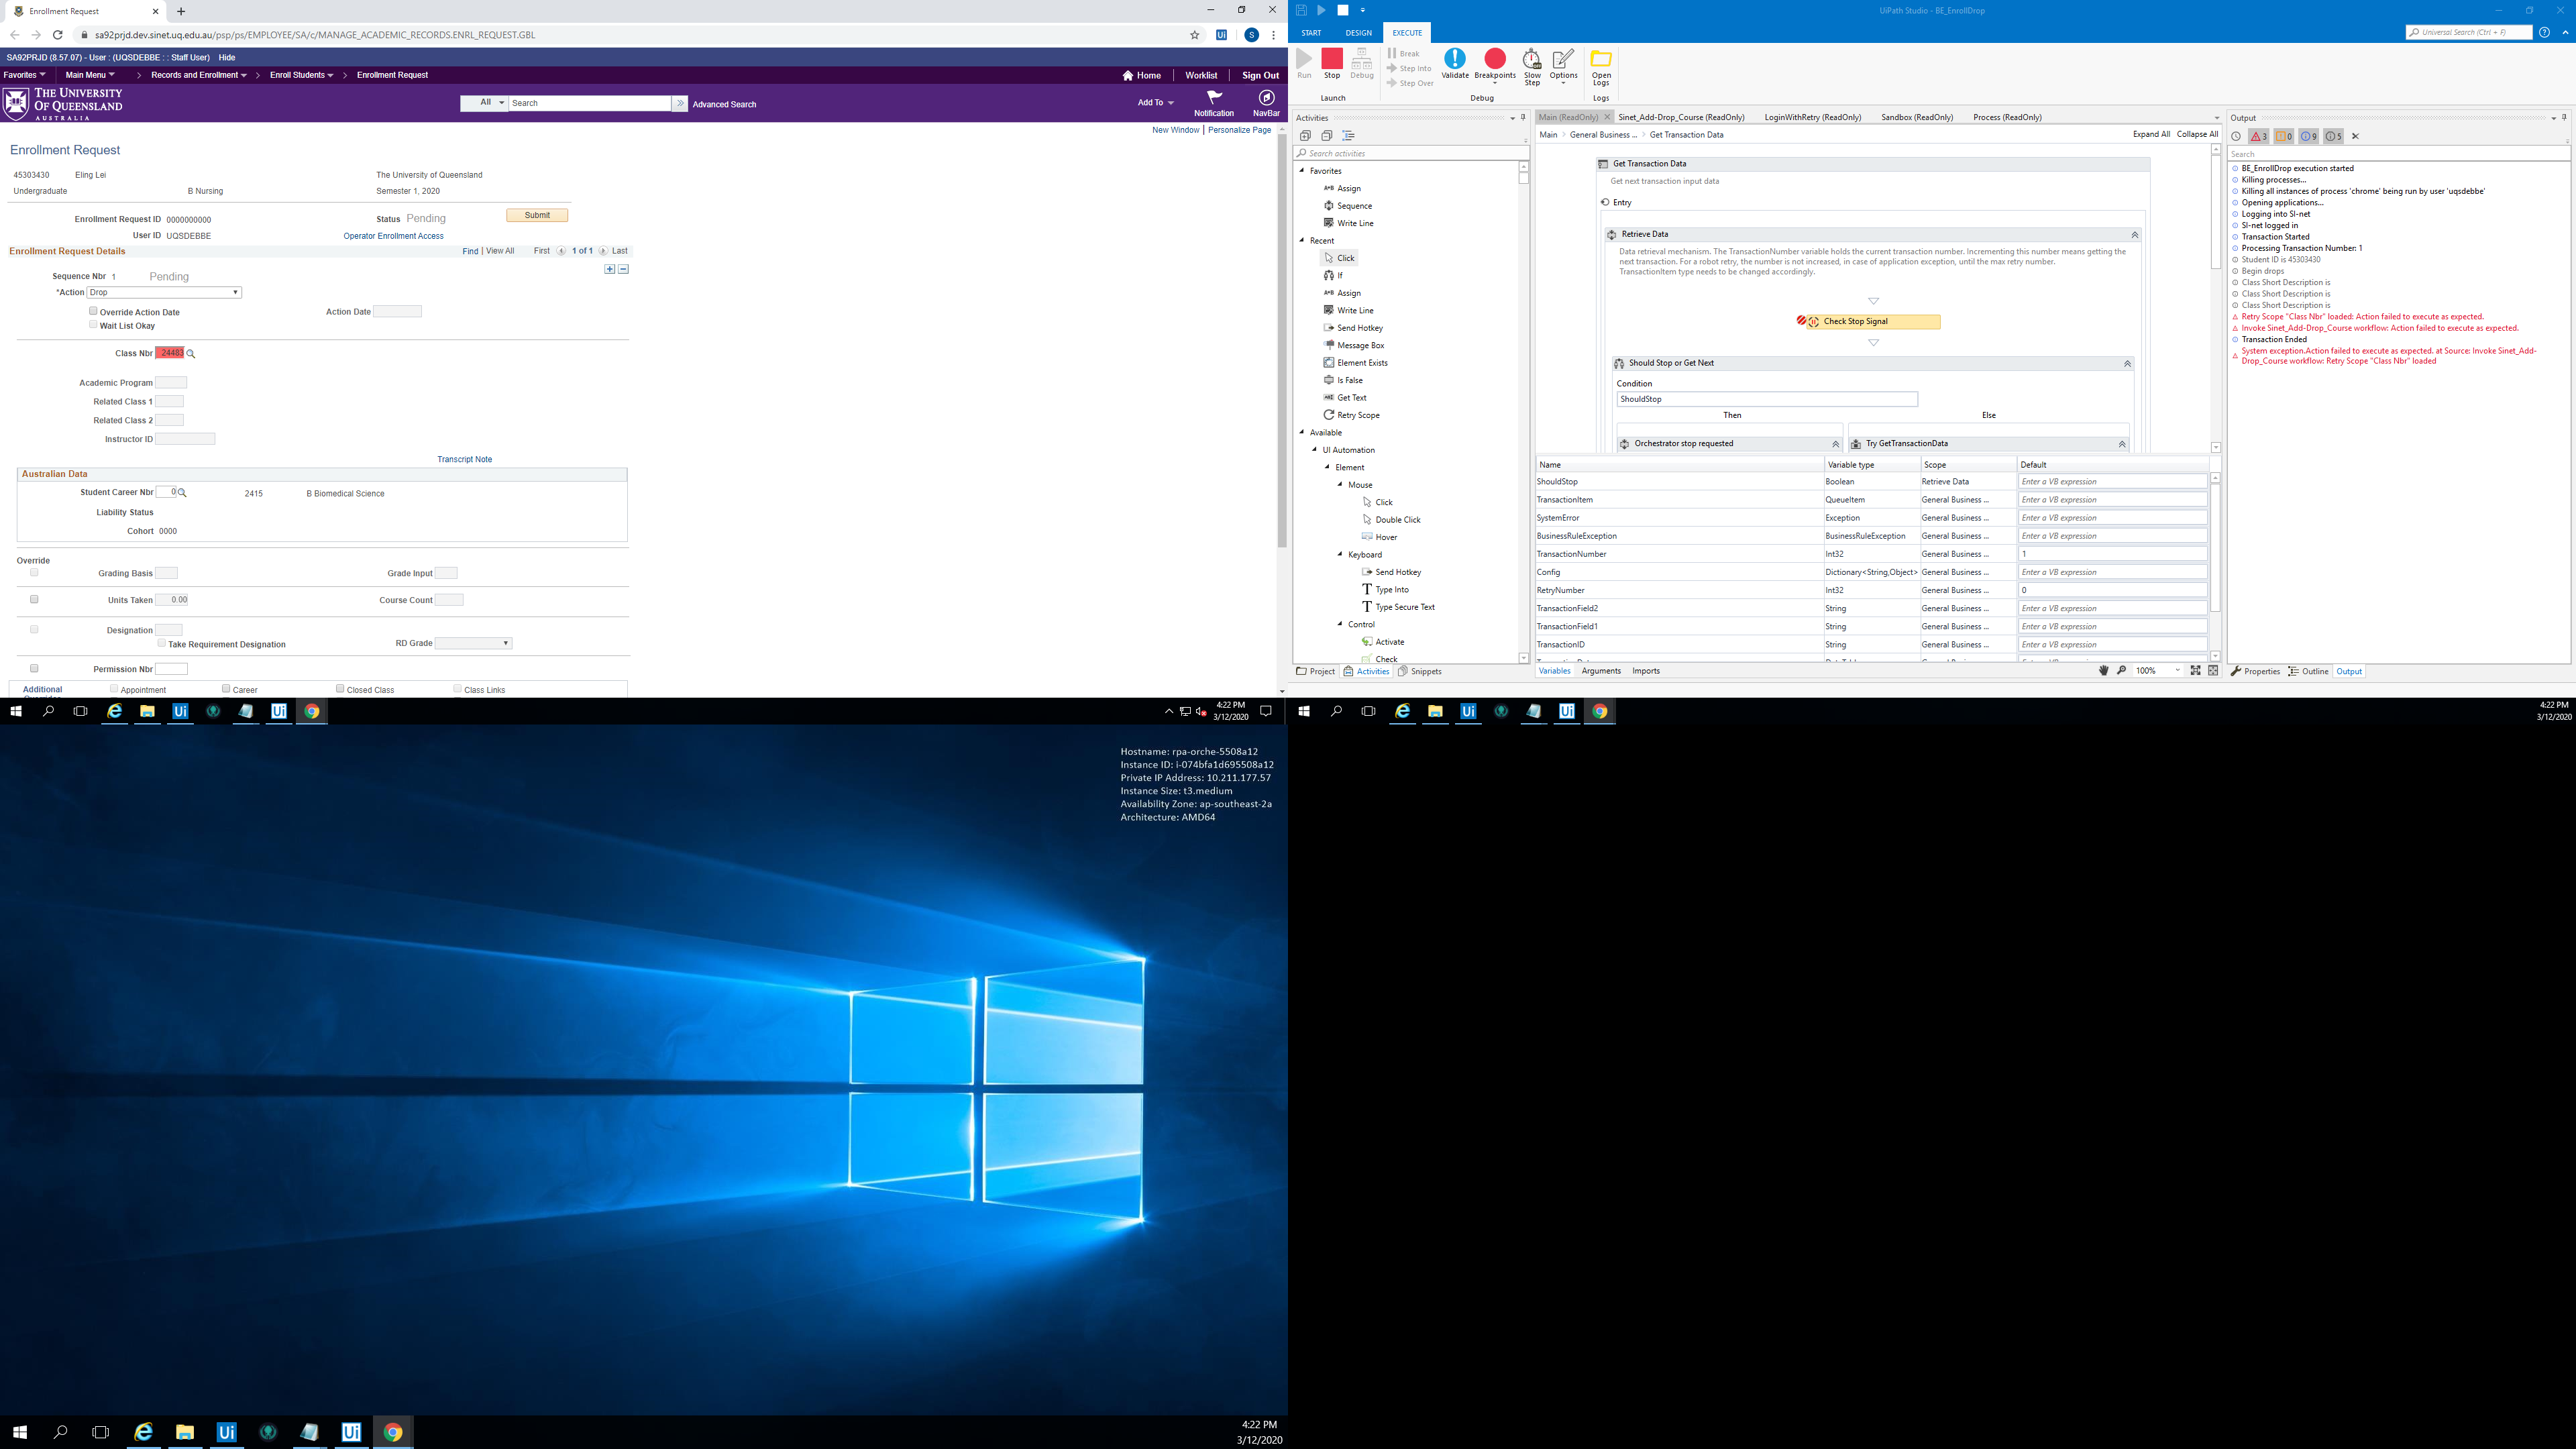 Enrollment Request
sa92prjd.dev.sinet.uq.edu.au/psp/ps/EMPLOYEE/SA/c/MANAGE_ACADEMIC_RECORDS.ENRL_REQUEST.GBL
SA92PRJD (8.57.07) - User : (UQSDEBBE : : Staff User) Hide
Favorites Main Menu Records and Enrollment Enroll Students Enrollment Request Home Worklist Sign Out
THE UNIVERSITY
OF QUEENSLAND
AUSTRALIA
All Search Advanced Search Add To Notification NavBar
New Window | Personalize Page
Enrollment Request
45303430 Eling Lei The University of Queensland
Undergraduate B Nursing Semester 1, 2020
Enrollment Request ID 0000000000 Status Pending Submit
User ID UQSDEBBE Operator Enrollment Access
Enrollment Request Details Find | View All First 1 of 1 Last
Sequence Nbr 1 Pending
*Action Drop
Override Action Date Action Date
Wait List Okay
Class Nbr 24483
Academic Program
Related Class 1
Related Class 2
Instructor ID
Transcript Note
Australian Data
Student Career Nbr 0 2415 B Biomedical Science
Liability Status
Cohort 0000
Override
Grading Basis Grade Input
Units Taken 0.00 Course Count
Designation
Take Requirement Designation RD Grade
Permission Nbr
Additional Appointment Career Closed Class Class Links
4:22 PM
3/12/2020
UiPath Studio - BE_EnrollDrop
START DESIGN EXECUTE Universal Search (Ctrl + F)
Run Stop Debug Break Step Into Step Over Validate Breakpoints Slow Step Options Open Logs
Launch Debug Logs
Activities
Search activities
Favorites
Assign
Sequence
Write Line
Recent
Click
If
Assign
Write Line
Send Hotkey
Message Box
Element Exists
Is False
Get Text
Retry Scope
Available
UI Automation
Element
Mouse
Click
Double Click
Hover
Keyboard
Send Hotkey
Type Into
Type Secure Text
Control
Activate
Check
Project Activities Snippets
Main (ReadOnly) Sinet_Add-Drop_Course (ReadOnly) LoginWithRetry (ReadOnly) Sandbox (ReadOnly) Process (ReadOnly)
Main > General Business ... > Get Transaction Data Expand All Collapse All
Get Transaction Data
Get next transaction input data
Entry
Retrieve Data
Data retrieval mechanism. The TransactionNumber variable holds the current transaction number. Incrementing this number means getting the
next transaction. For a robot retry, the number is not increased, in case of application exception, until the max retry number.
TransactionItem type needs to be changed accordingly.
Check Stop Signal
Should Stop or Get Next
Condition
ShouldStop
Then Else
Orchestrator stop requested Try GetTransactionData
Name Variable type Scope Default
ShouldStop Boolean Retrieve Data Enter a VB expression
TransactionItem QueueItem General Business ... Enter a VB expression
SystemError Exception General Business ... Enter a VB expression
BusinessRuleException BusinessRuleException General Business ... Enter a VB expression
TransactionNumber Int32 General Business ... 1
Config Dictionary<String,Object> General Business ... Enter a VB expression
RetryNumber Int32 General Business ... 0
TransactionField2 String General Business ... Enter a VB expression
TransactionField1 String General Business ... Enter a VB expression
TransactionID String General Business ... Enter a VB expression
Variables Arguments Imports 100%
Output
3 0 9 5
Search
BE_EnrollDrop execution started
Killing processes...
Killing all instances of process 'chrome' being run by user 'uqsdebbe'
Opening applications...
Logging into SI-net
SI-net logged in
Transaction Started
Processing Transaction Number: 1
Student ID is 45303430
Begin drops
Class Short Description is
Class Short Description is
Class Short Description is
Retry Scope "Class Nbr" loaded: Action failed to execute as expected.
Invoke Sinet_Add-Drop_Course workflow: Action failed to execute as expected.
Transaction Ended
System exception.Action failed to execute as expected. at Source: Invoke Sinet_Add-
Drop_Course workflow: Retry Scope "Class Nbr" loaded
Properties Outline Output
4:22 PM
3/12/2020
Hostname: rpa-orche-5508a12
Instance ID: i-074bfa1d695508a12
Private IP Address: 10.211.177.57
Instance Size: t3.medium
Availability Zone: ap-southeast-2a
Architecture: AMD64
4:22 PM
3/12/2020